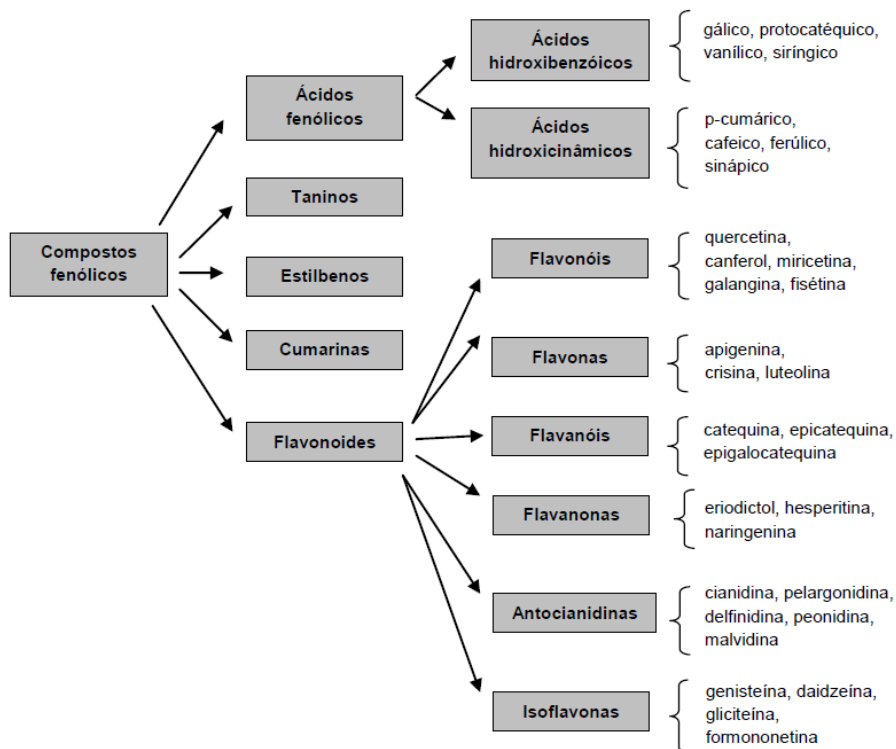 Compostos
fenólicos
Ácidos
fenólicos
Taninos
Estilbenos
Cumarinas
Flavonoides
Ácidos
hidroxibenzóicos
gálico, protocatéquico,
vanílico, siríngico
Ácidos
hidroxicinâmicos
p-cumárico,
cafeico, ferúlico,
sinápico
Flavonóis
quercetina,
canferol, miricetina,
galangina, fisétina
Flavonas
apigenina,
crisina, luteolina
Flavanóis
catequina, epicatequina,
epigalocatequina
Flavanonas
eriodictol, hesperitina,
naringenina
Antocianidinas
cianidina, pelargonidina,
delfinidina, peonidina,
malvidina
Isoflavonas
genisteína, daidzeína,
gliciteína,
formononetina